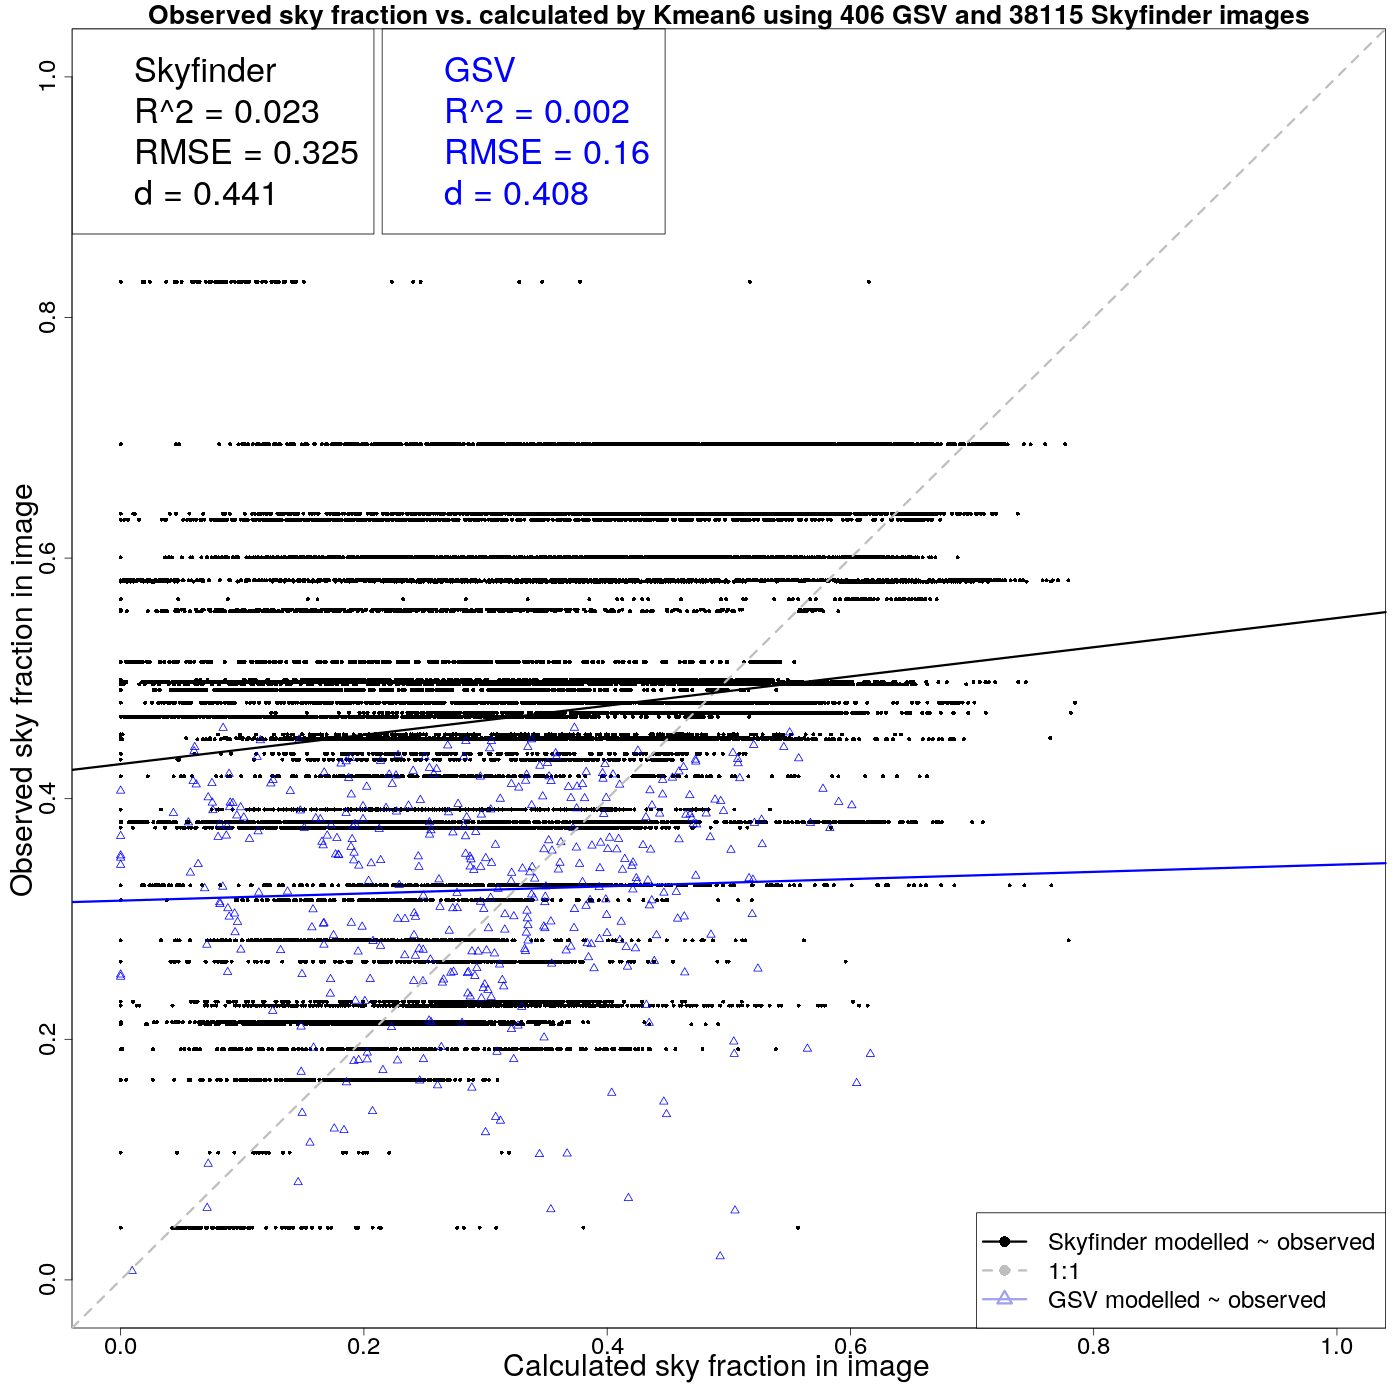 Observed sky fraction vs. calculated by Kmean6 using 406 GSV and 38115 Skyfinder images
Skyfinder
R^2 = 0.023
RMSE = 0.325
d = 0.441
GSV
R^2 = 0.002
RMSE = 0.16
d = 0.408
Observed sky fraction in image
1.0
0.8
0.6
0.4
0.2
0.0
Skyfinder modelled ~ observed
1:1
GSV modelled ~ observed
0.0 0.2 0.4 0.6 0.8 1.0
Calculated sky fraction in image